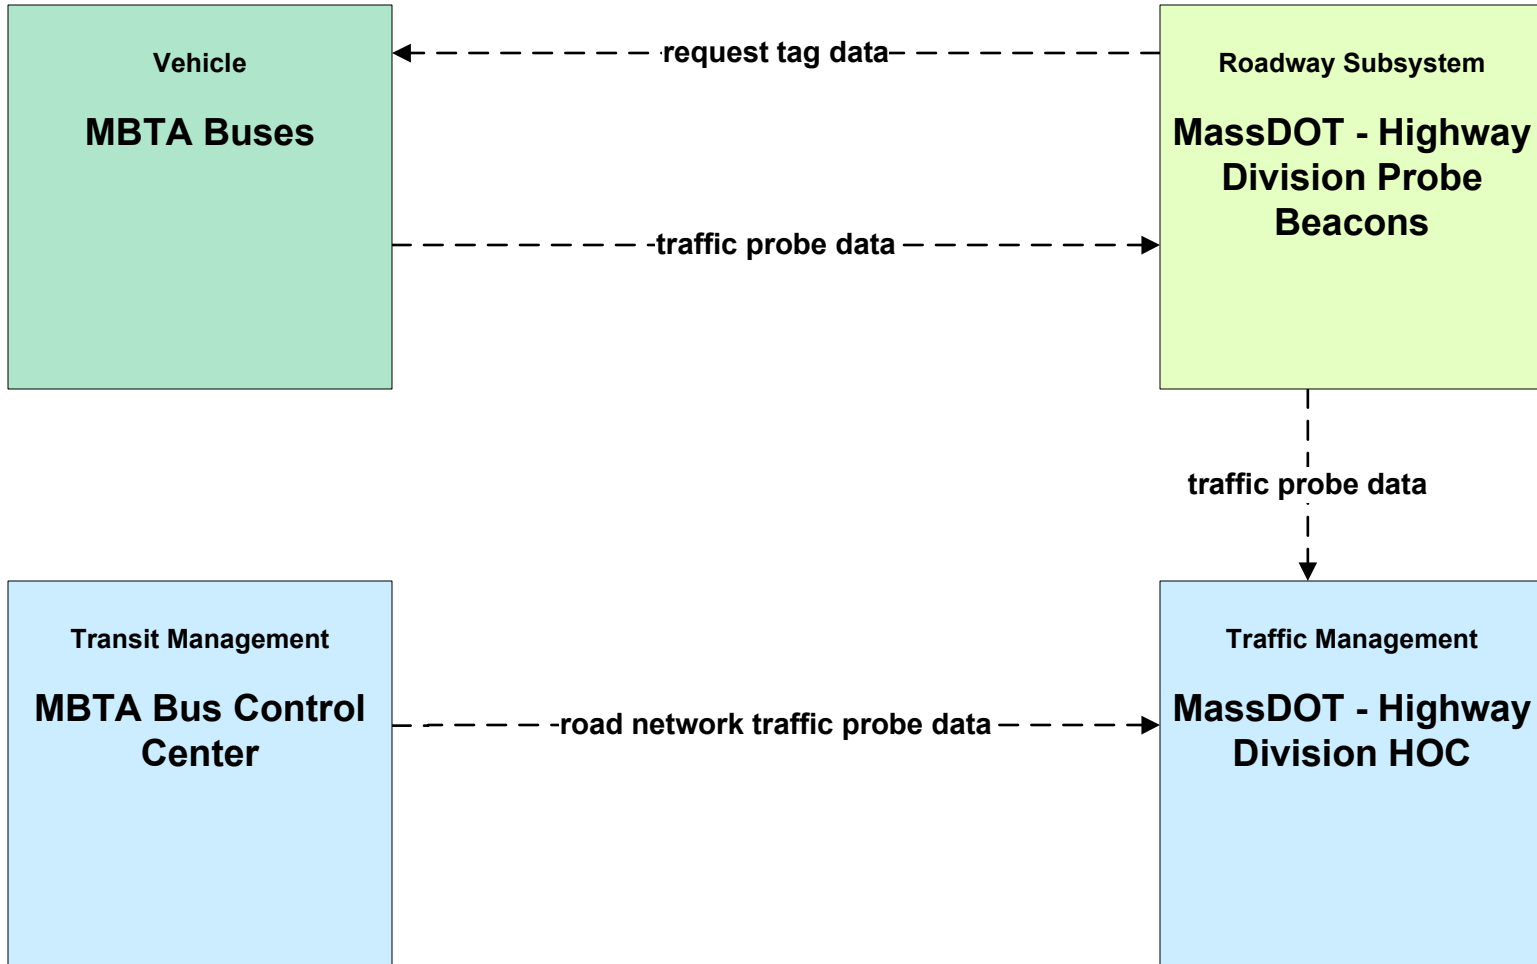 Vehicle
MBTA Buses
request tag data
traffic probe data
Roadway Subsystem
MassDOT - Highway
Division Probe
Beacons
traffic probe data
Transit Management
MBTA Bus Control
Center
road network traffic probe data
Traffic Management
MassDOT - Highway
Division HOC